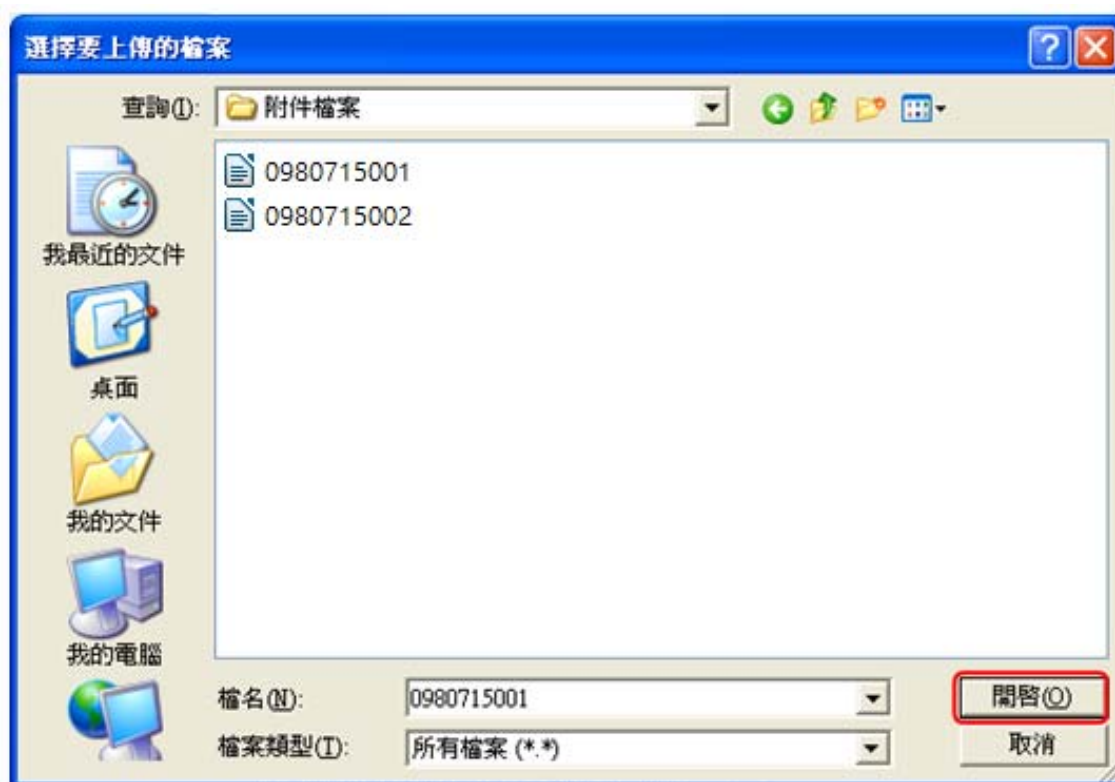 選擇要上傳的檔案
查詢(I): 附件檔案
0980715001
0980715002
我最近的文件
桌面
我的文件
我的電腦
檔名(N): 0980715001 開啓(O)
檔案類型(T): 所有檔案 (*.*) 取消